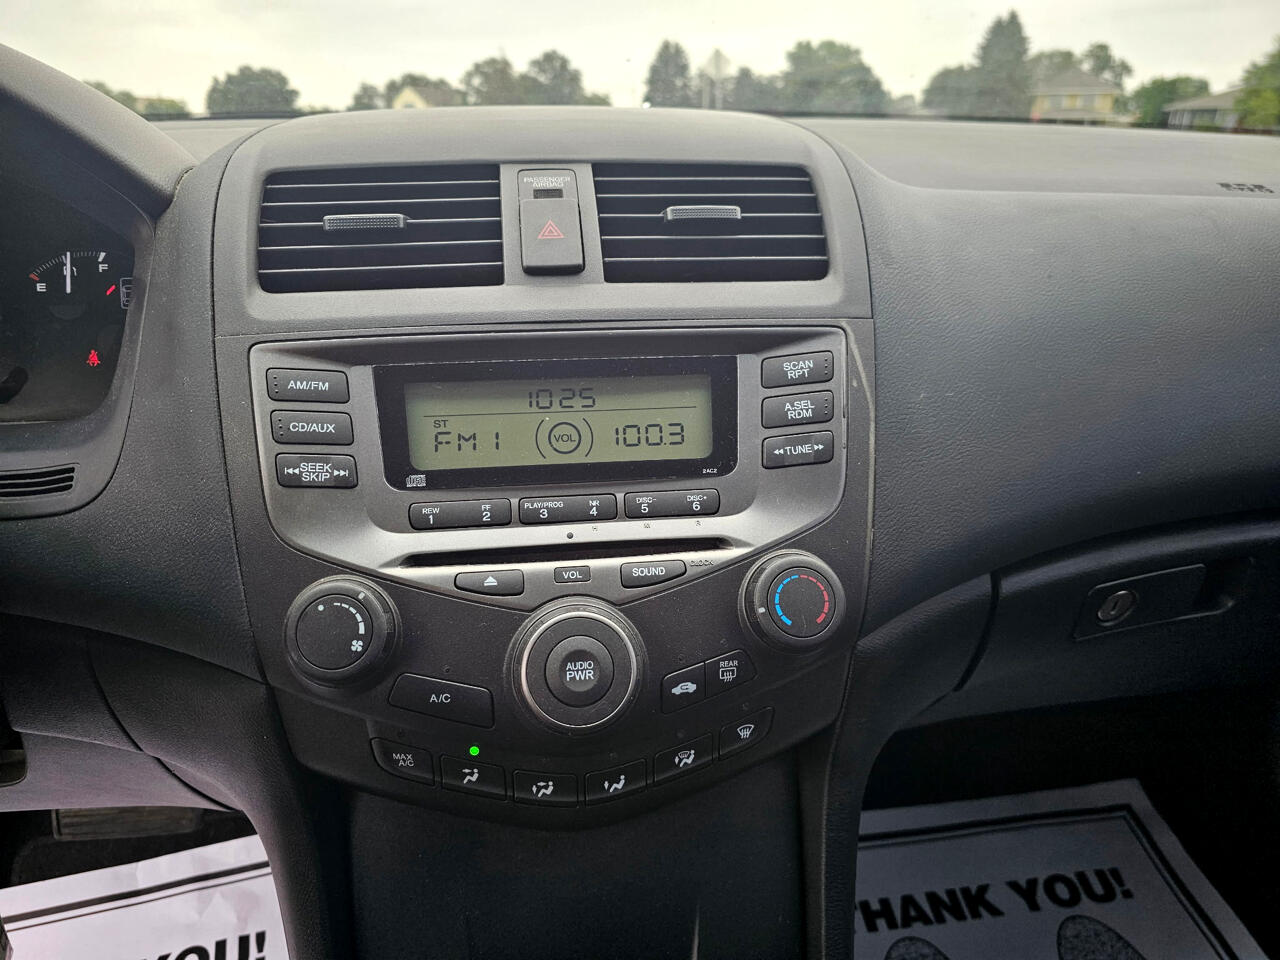 PASSENGER
AIRBAG
E
F
AM/FM
CD/AUX
SEEK
SKIP
1025
ST
FM1
VOL
100.3
2AC2
SCAN
RPT
A.SEL
RDM
TUNE
REW
1
FF
2
PLAY/PROG
3
NR
4
DISC-
5
DISC+
6
H
M
R
VOL
SOUND
CLOCK
AUDIO
PWR
A/C
REAR
MAX
A/C
THANK YOU!
YOU!